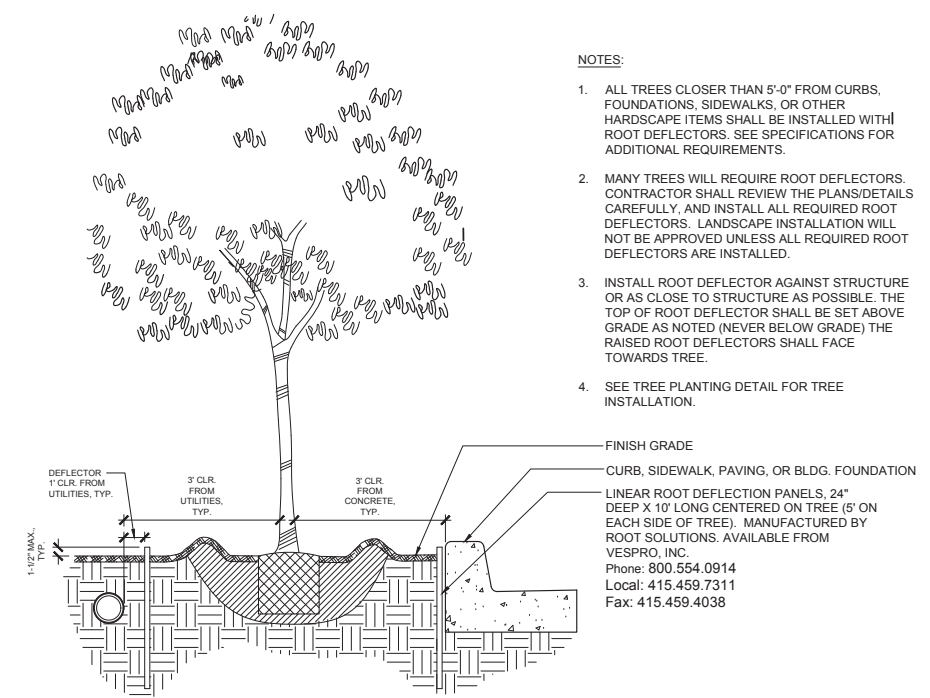 NOTES:
1. ALL TREES CLOSER THAN 5'-0" FROM CURBS,
FOUNDATIONS, SIDEWALKS, OR OTHER
HARDSCAPE ITEMS SHALL BE INSTALLED WITH
ROOT DEFLECTORS. SEE SPECIFICATIONS FOR
ADDITIONAL REQUIREMENTS.
2. MANY TREES WILL REQUIRE ROOT DEFLECTORS.
CONTRACTOR SHALL REVIEW THE PLANS/DETAILS
CAREFULLY, AND INSTALL ALL REQUIRED ROOT
DEFLECTORS. LANDSCAPE INSTALLATION WILL
NOT BE APPROVED UNLESS ALL REQUIRED ROOT
DEFLECTORS ARE INSTALLED.
3. INSTALL ROOT DEFLECTOR AGAINST STRUCTURE
OR AS CLOSE TO STRUCTURE AS POSSIBLE. THE
TOP OF ROOT DEFLECTOR SHALL BE SET ABOVE
GRADE AS NOTED (NEVER BELOW GRADE) THE
RAISED ROOT DEFLECTORS SHALL FACE
TOWARDS TREE.
4. SEE TREE PLANTING DETAIL FOR TREE
INSTALLATION.
FINISH GRADE
CURB, SIDEWALK, PAVING, OR BLDG. FOUNDATION
LINEAR ROOT DEFLECTION PANELS, 24"
DEEP X 10' LONG CENTERED ON TREE (5' ON
EACH SIDE OF TREE). MANUFACTURED BY
ROOT SOLUTIONS. AVAILABLE FROM
VESPRO, INC.
Phone: 800.554.0914
Local: 415.459.7311
Fax: 415.459.4038
DEFLECTOR
1' CLR. FROM
UTILITIES, TYP.
3' CLR.
FROM
UTILITIES,
TYP.
3' CLR.
FROM
CONCRETE,
TYP.
1-1/2" MAX.,
TYP.